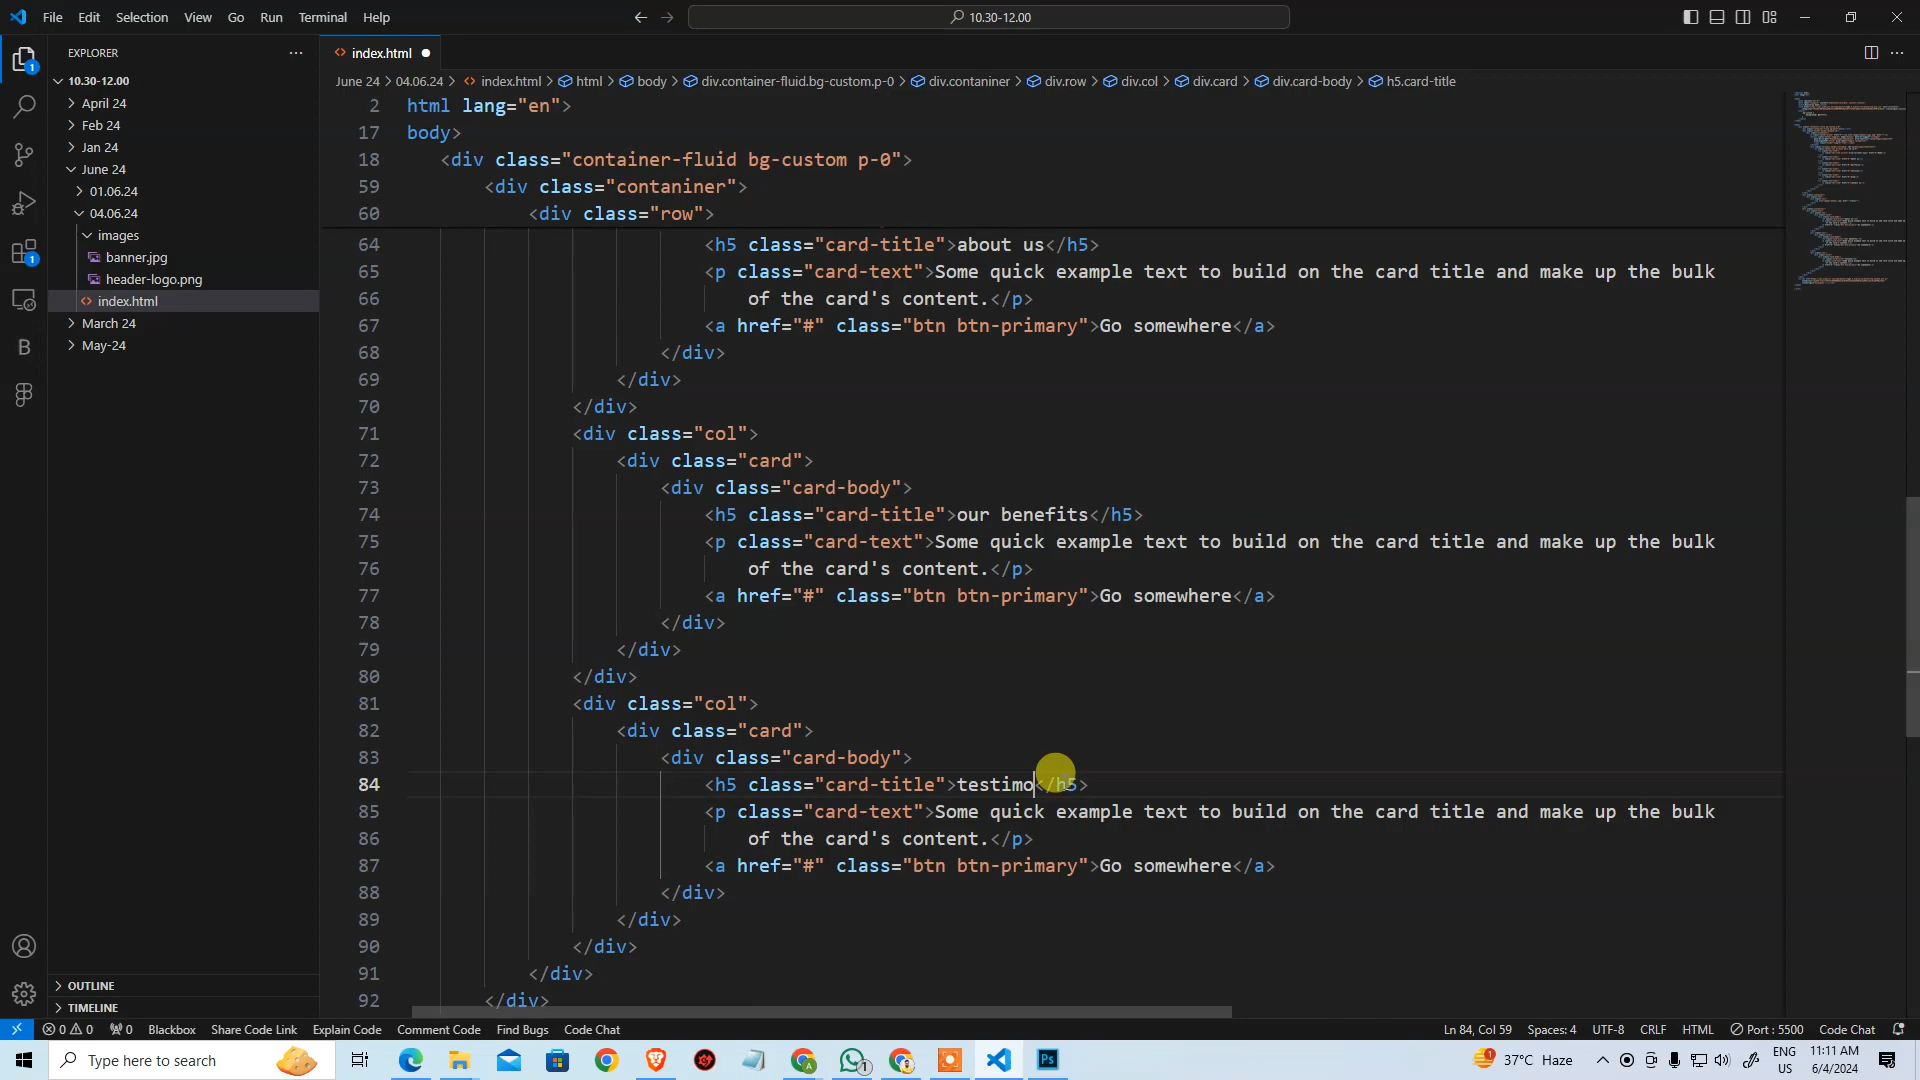 File Edit Selection View Go Run Terminal Help
10.30-12.00
EXPLORER
index.html
10.30-12.00
June 24 > 04.06.24 > index.html > html > body > div.container-fluid.bg-custom.p-0 > div.contaniner > div.row > div.col > div.card > div.card-body > h5.card-title
April 24
Feb 24
Jan 24
June 24
01.06.24
04.06.24
images
banner.jpg
header-logo.png
index.html
March 24
May-24
OUTLINE
TIMELINE
2 html lang="en">
17 body>
18 <div class="container-fluid bg-custom p-0">
59 <div class="contaniner">
60 <div class="row">
64 <h5 class="card-title">about us</h5>
65 <p class="card-text">Some quick example text to build on the card title and make up the bulk
66 of the card's content.</p>
67 <a href="#" class="btn btn-primary">Go somewhere</a>
68 </div>
69 </div>
70 </div>
71 <div class="col">
72 <div class="card">
73 <div class="card-body">
74 <h5 class="card-title">our benefits</h5>
75 <p class="card-text">Some quick example text to build on the card title and make up the bulk
76 of the card's content.</p>
77 <a href="#" class="btn btn-primary">Go somewhere</a>
78 </div>
79 </div>
80 </div>
81 <div class="col">
82 <div class="card">
83 <div class="card-body">
84 <h5 class="card-title">testimo</h5>
85 <p class="card-text">Some quick example text to build on the card title and make up the bulk
86 of the card's content.</p>
87 <a href="#" class="btn btn-primary">Go somewhere</a>
88 </div>
89 </div>
90 </div>
91 </div>
92 </div>
0 0 0 Blackbox Share Code Link Explain Code Comment Code Find Bugs Code Chat Ln 84, Col 59 Spaces: 4 UTF-8 CRLF HTML Port : 5500 Code Chat
Type here to search
37°C Haze
ENG
US
11:11 AM
6/4/2024